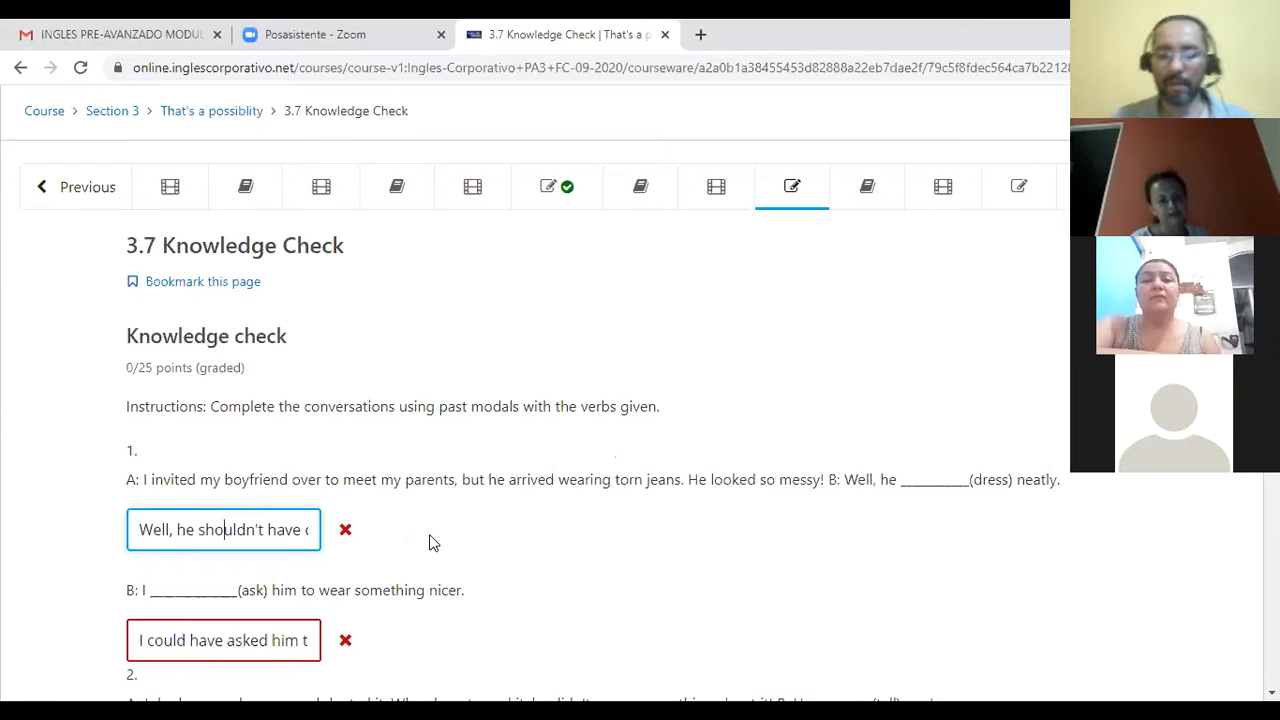 INGLES PRE-AVANZADO MODUL
Posasistente - Zoom
3.7 Knowledge Check | That's a p
online.inglescorporativo.net/courses/course-v1:Ingles-Corporativo+PA3+FC-09-2020/courseware/a2a0b1a38455453d82888a22eb7dae2f/79c5f8fdec564ca7b22128
Course > Section 3 > That's a possiblity > 3.7 Knowledge Check
Previous
3.7 Knowledge Check
Bookmark this page
Knowledge check
0/25 points (graded)
Instructions: Complete the conversations using past modals with the verbs given.
1.
A: I invited my boyfriend over to meet my parents, but he arrived wearing torn jeans. He looked so messy! B: Well, he _________(dress) neatly.
Well, he shouldn't have
B: I ____________(ask) him to wear something nicer.
I could have asked him t
2.